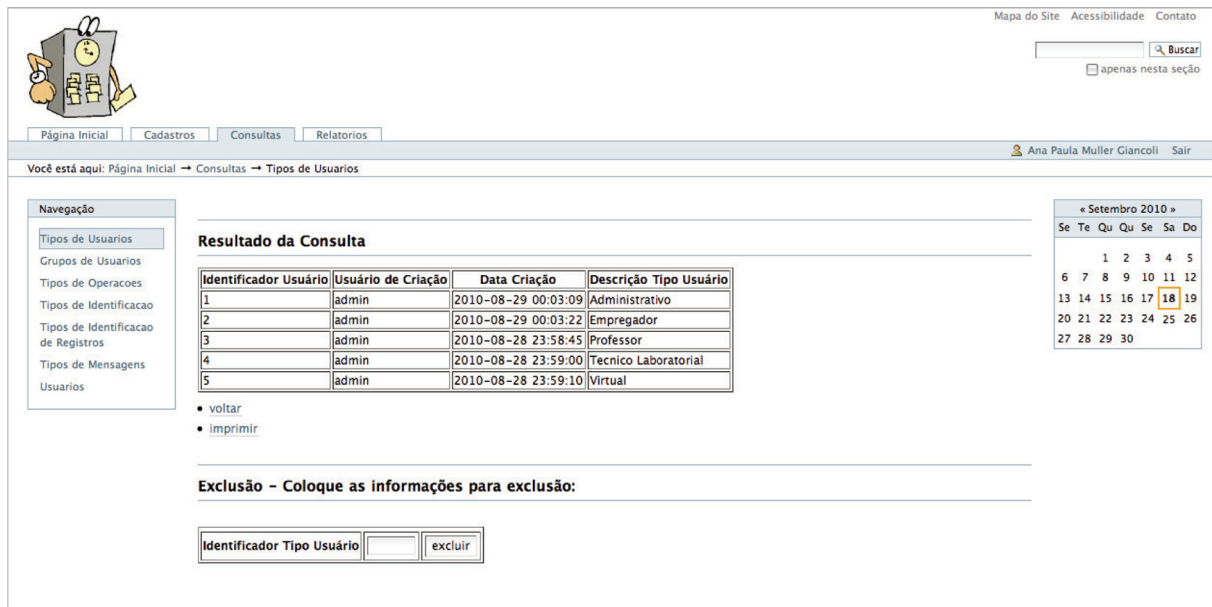 Mapa do Site Acessibilidade Contato
Buscar
apenas nesta seção
Página Inicial Cadastros Consultas Relatorios
Ana Paula Muller Giancoli Sair
Você está aqui: Página Inicial → Consultas → Tipos de Usuarios
Navegação
Tipos de Usuarios
Grupos de Usuarios
Tipos de Operacoes
Tipos de Identificacao
Tipos de Identificacao
de Registros
Tipos de Mensagens
Usuarios
Resultado da Consulta
Identificador Usuário Usuário de Criação Data Criação Descrição Tipo Usuário
1 admin 2010-08-29 00:03:09 Administrativo
2 admin 2010-08-29 00:03:22 Empregador
3 admin 2010-08-28 23:58:45 Professor
4 admin 2010-08-28 23:59:00 Tecnico Laboratorial
5 admin 2010-08-28 23:59:10 Virtual
• voltar
• imprimir
Exclusão - Coloque as informações para exclusão:
Identificador Tipo Usuário excluir
« Setembro 2010 »
Se Te Qu Qu Se Sa Do
1 2 3 4 5
6 7 8 9 10 11 12
13 14 15 16 17 18 19
20 21 22 23 24 25 26
27 28 29 30